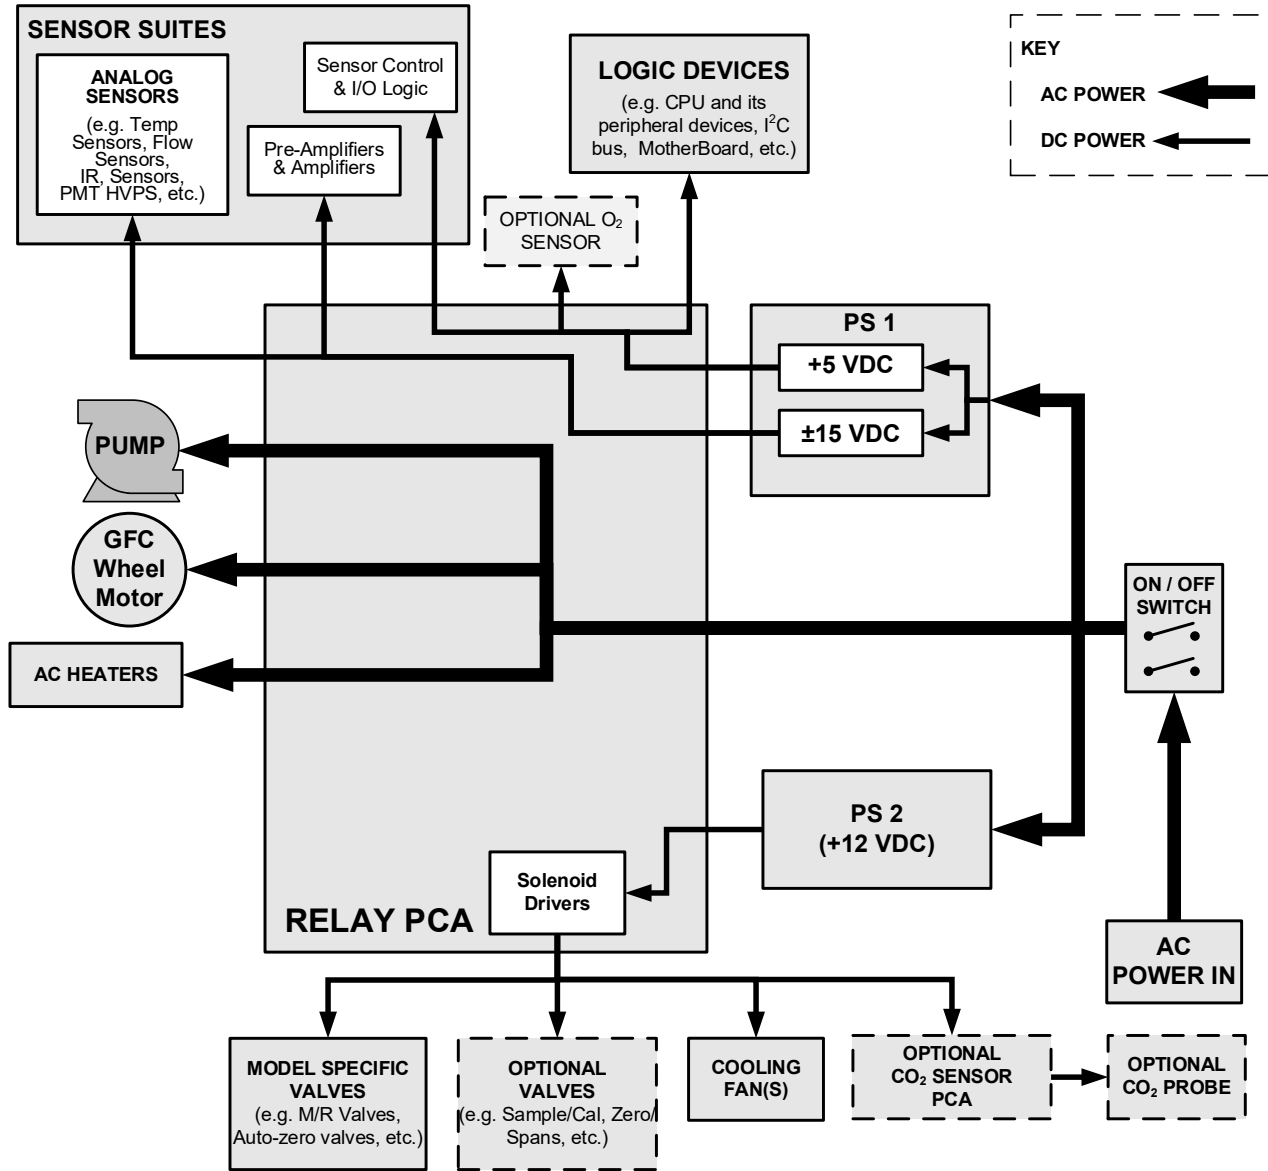 SENSOR SUITES
ANALOG
SENSORS
(e.g. Temp
Sensors, Flow
Sensors,
IR, Sensors,
PMT HVPS, etc.)
Sensor Control
& I/O Logic
Pre-Amplifiers
& Amplifiers
LOGIC DEVICES
(e.g. CPU and its
peripheral devices, I²C
bus, MotherBoard, etc.)
KEY
AC POWER
DC POWER
OPTIONAL O₂
SENSOR
PS 1
+5 VDC
±15 VDC
PUMP
GFC
Wheel
Motor
AC HEATERS
ON / OFF
SWITCH
PS 2
(+12 VDC)
Solenoid
Drivers
RELAY PCA
AC
POWER IN
MODEL SPECIFIC
VALVES
(e.g. M/R Valves,
Auto-zero valves, etc.)
OPTIONAL
VALVES
(e.g. Sample/Cal, Zero/
Spans, etc.)
COOLING
FAN(S)
OPTIONAL
CO₂ SENSOR
PCA
OPTIONAL
CO₂ PROBE